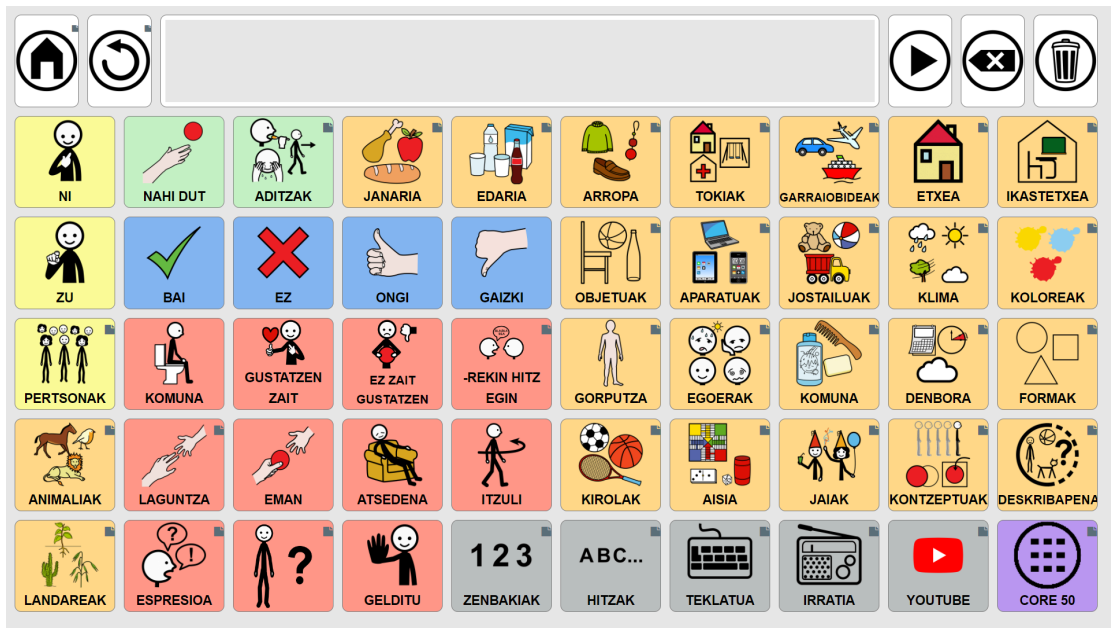 NI
NAHI DUT
ADITZAK
JANARIA
EDARIA
ARROPA
TOKIAK
GARRAIOBIDEAK
ETXEA
IKASTETXEA
ZU
BAI
EZ
ONGI
GAIZKI
OBJETUAK
APARATUAK
JOSTAILUAK
KLIMA
KOLOREAK
PERTSONAK
KOMUNA
GUSTATZEN
ZAIT
EZ ZAIT
GUSTATZEN
-REKIN HITZ
EGIN
GORPUTZA
EGOERAK
KOMUNA
DENBORA
FORMAK
ANIMALIAK
LAGUNTZA
EMAN
ATSEDENA
ITZULI
KIROLAK
AISIA
JAIAK
KONTZEPTUAK
DESKRIBAPENA
LANDAREAK
?
!
ESPRESIOA
?
GELDITU
1 2 3
ZENBAKIAK
ABC...
HITZAK
TEKLATUA
IRRATIA
YOUTUBE
CORE 50